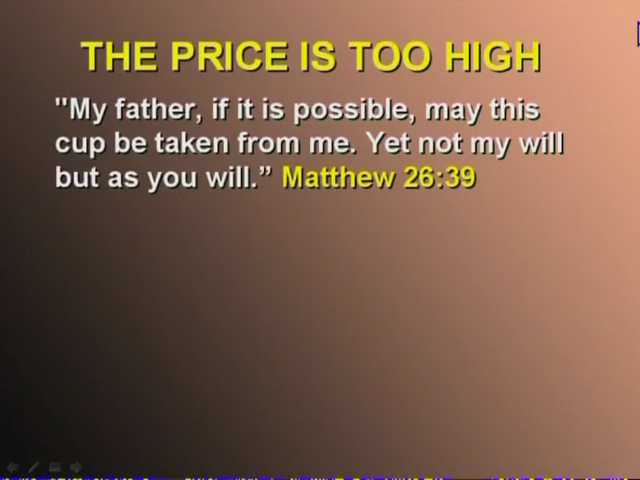 THE PRICE IS TOO HIGH
"My father, if it is possible, may this
cup be taken from me. Yet not my will
but as you will.” Matthew 26:39